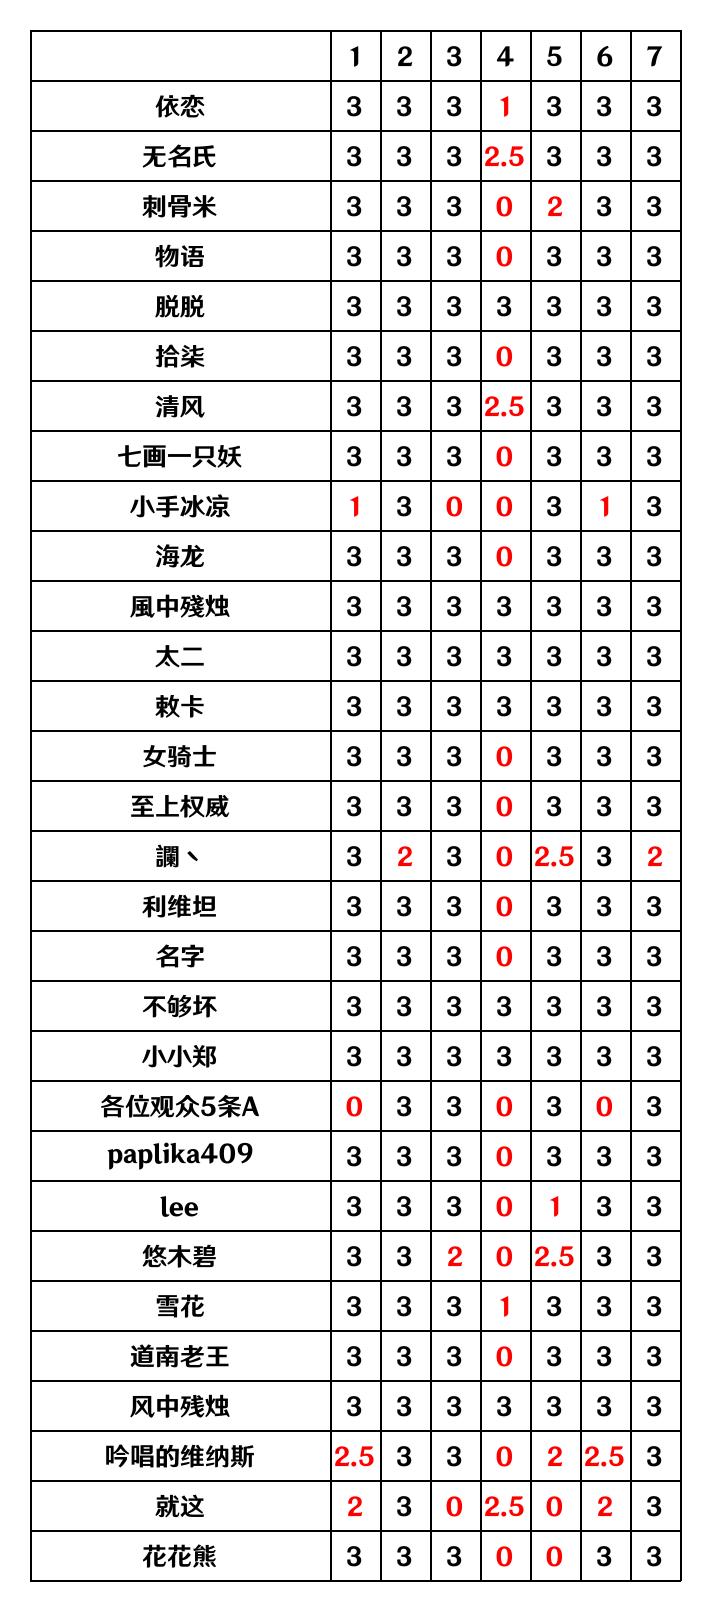 1 2 3 4 5 6 7
依恋 3 3 3 1 3 3 3
无名氏 3 3 3 2.5 3 3 3
刺骨米 3 3 3 0 2 3 3
物语 3 3 3 0 3 3 3
脱脱 3 3 3 3 3 3 3
拾柒 3 3 3 0 3 3 3
清风 3 3 3 2.5 3 3 3
七画一只妖 3 3 3 0 3 3 3
小手冰凉 1 3 0 0 3 1 3
海龙 3 3 3 0 3 3 3
風中殘烛 3 3 3 3 3 3 3
太二 3 3 3 3 3 3 3
敕卡 3 3 3 3 3 3 3
女骑士 3 3 3 0 3 3 3
至上权威 3 3 3 0 3 3 3
讕丶 3 2 3 0 2.5 3 2
利维坦 3 3 3 0 3 3 3
名字 3 3 3 0 3 3 3
不够坏 3 3 3 3 3 3 3
小小郑 3 3 3 3 3 3 3
各位观众5条A 0 3 3 0 3 0 3
paplika409 3 3 3 0 3 3 3
lee 3 3 3 0 1 3 3
悠木碧 3 3 2 0 2.5 3 3
雪花 3 3 3 1 3 3 3
道南老王 3 3 3 0 3 3 3
风中残烛 3 3 3 3 3 3 3
吟唱的维纳斯 2.5 3 3 0 2 2.5 3
就这 2 3 0 2.5 0 2 3
花花熊 3 3 3 0 0 3 3